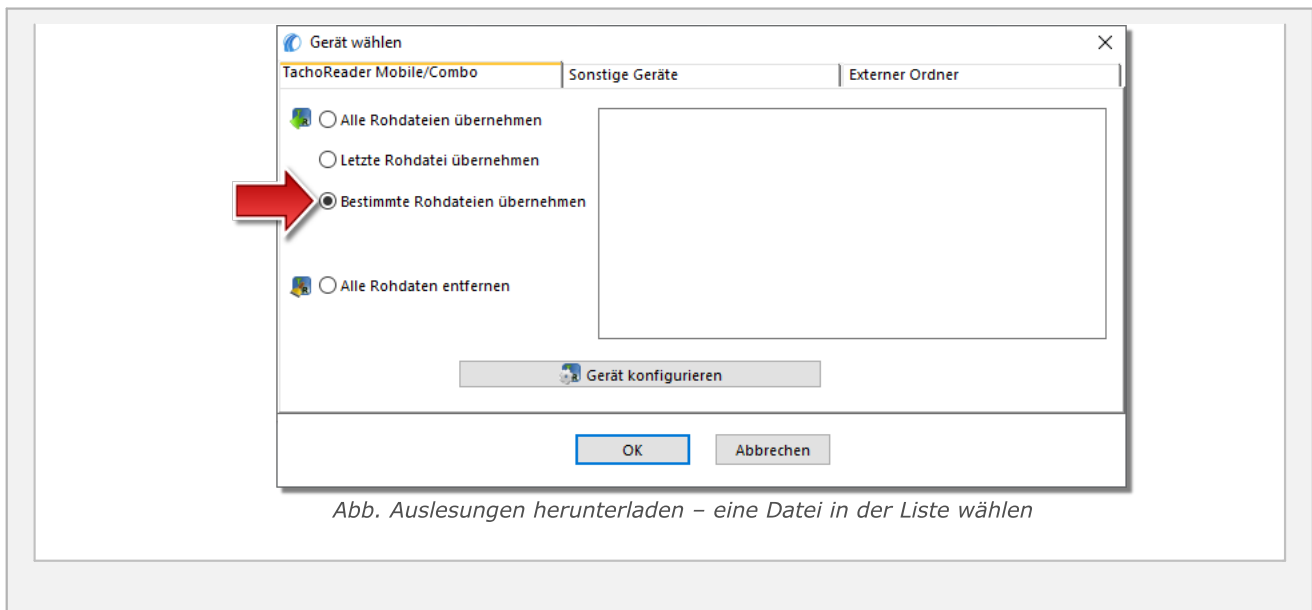 Gerät wählen
TachoReader Mobile/Combo
Sonstige Geräte
Externer Ordner
Alle Rohdateien übernehmen
Letzte Rohdatei übernehmen
Bestimmte Rohdateien übernehmen
Alle Rohdaten entfernen
Gerät konfigurieren
OK
Abbrechen
Abb. Auslesungen herunterladen – eine Datei in der Liste wählen